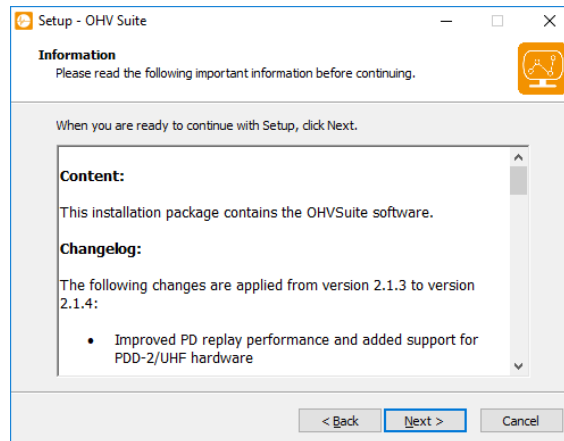 Setup - OHV Suite
Information
Please read the following important information before continuing.
When you are ready to continue with Setup, click Next.
Content:
This installation package contains the OHVSuite software.
Changelog:
The following changes are applied from version 2.1.3 to version
2.1.4:
• Improved PD replay performance and added support for
PDD-2/UHF hardware
< Back Next > Cancel